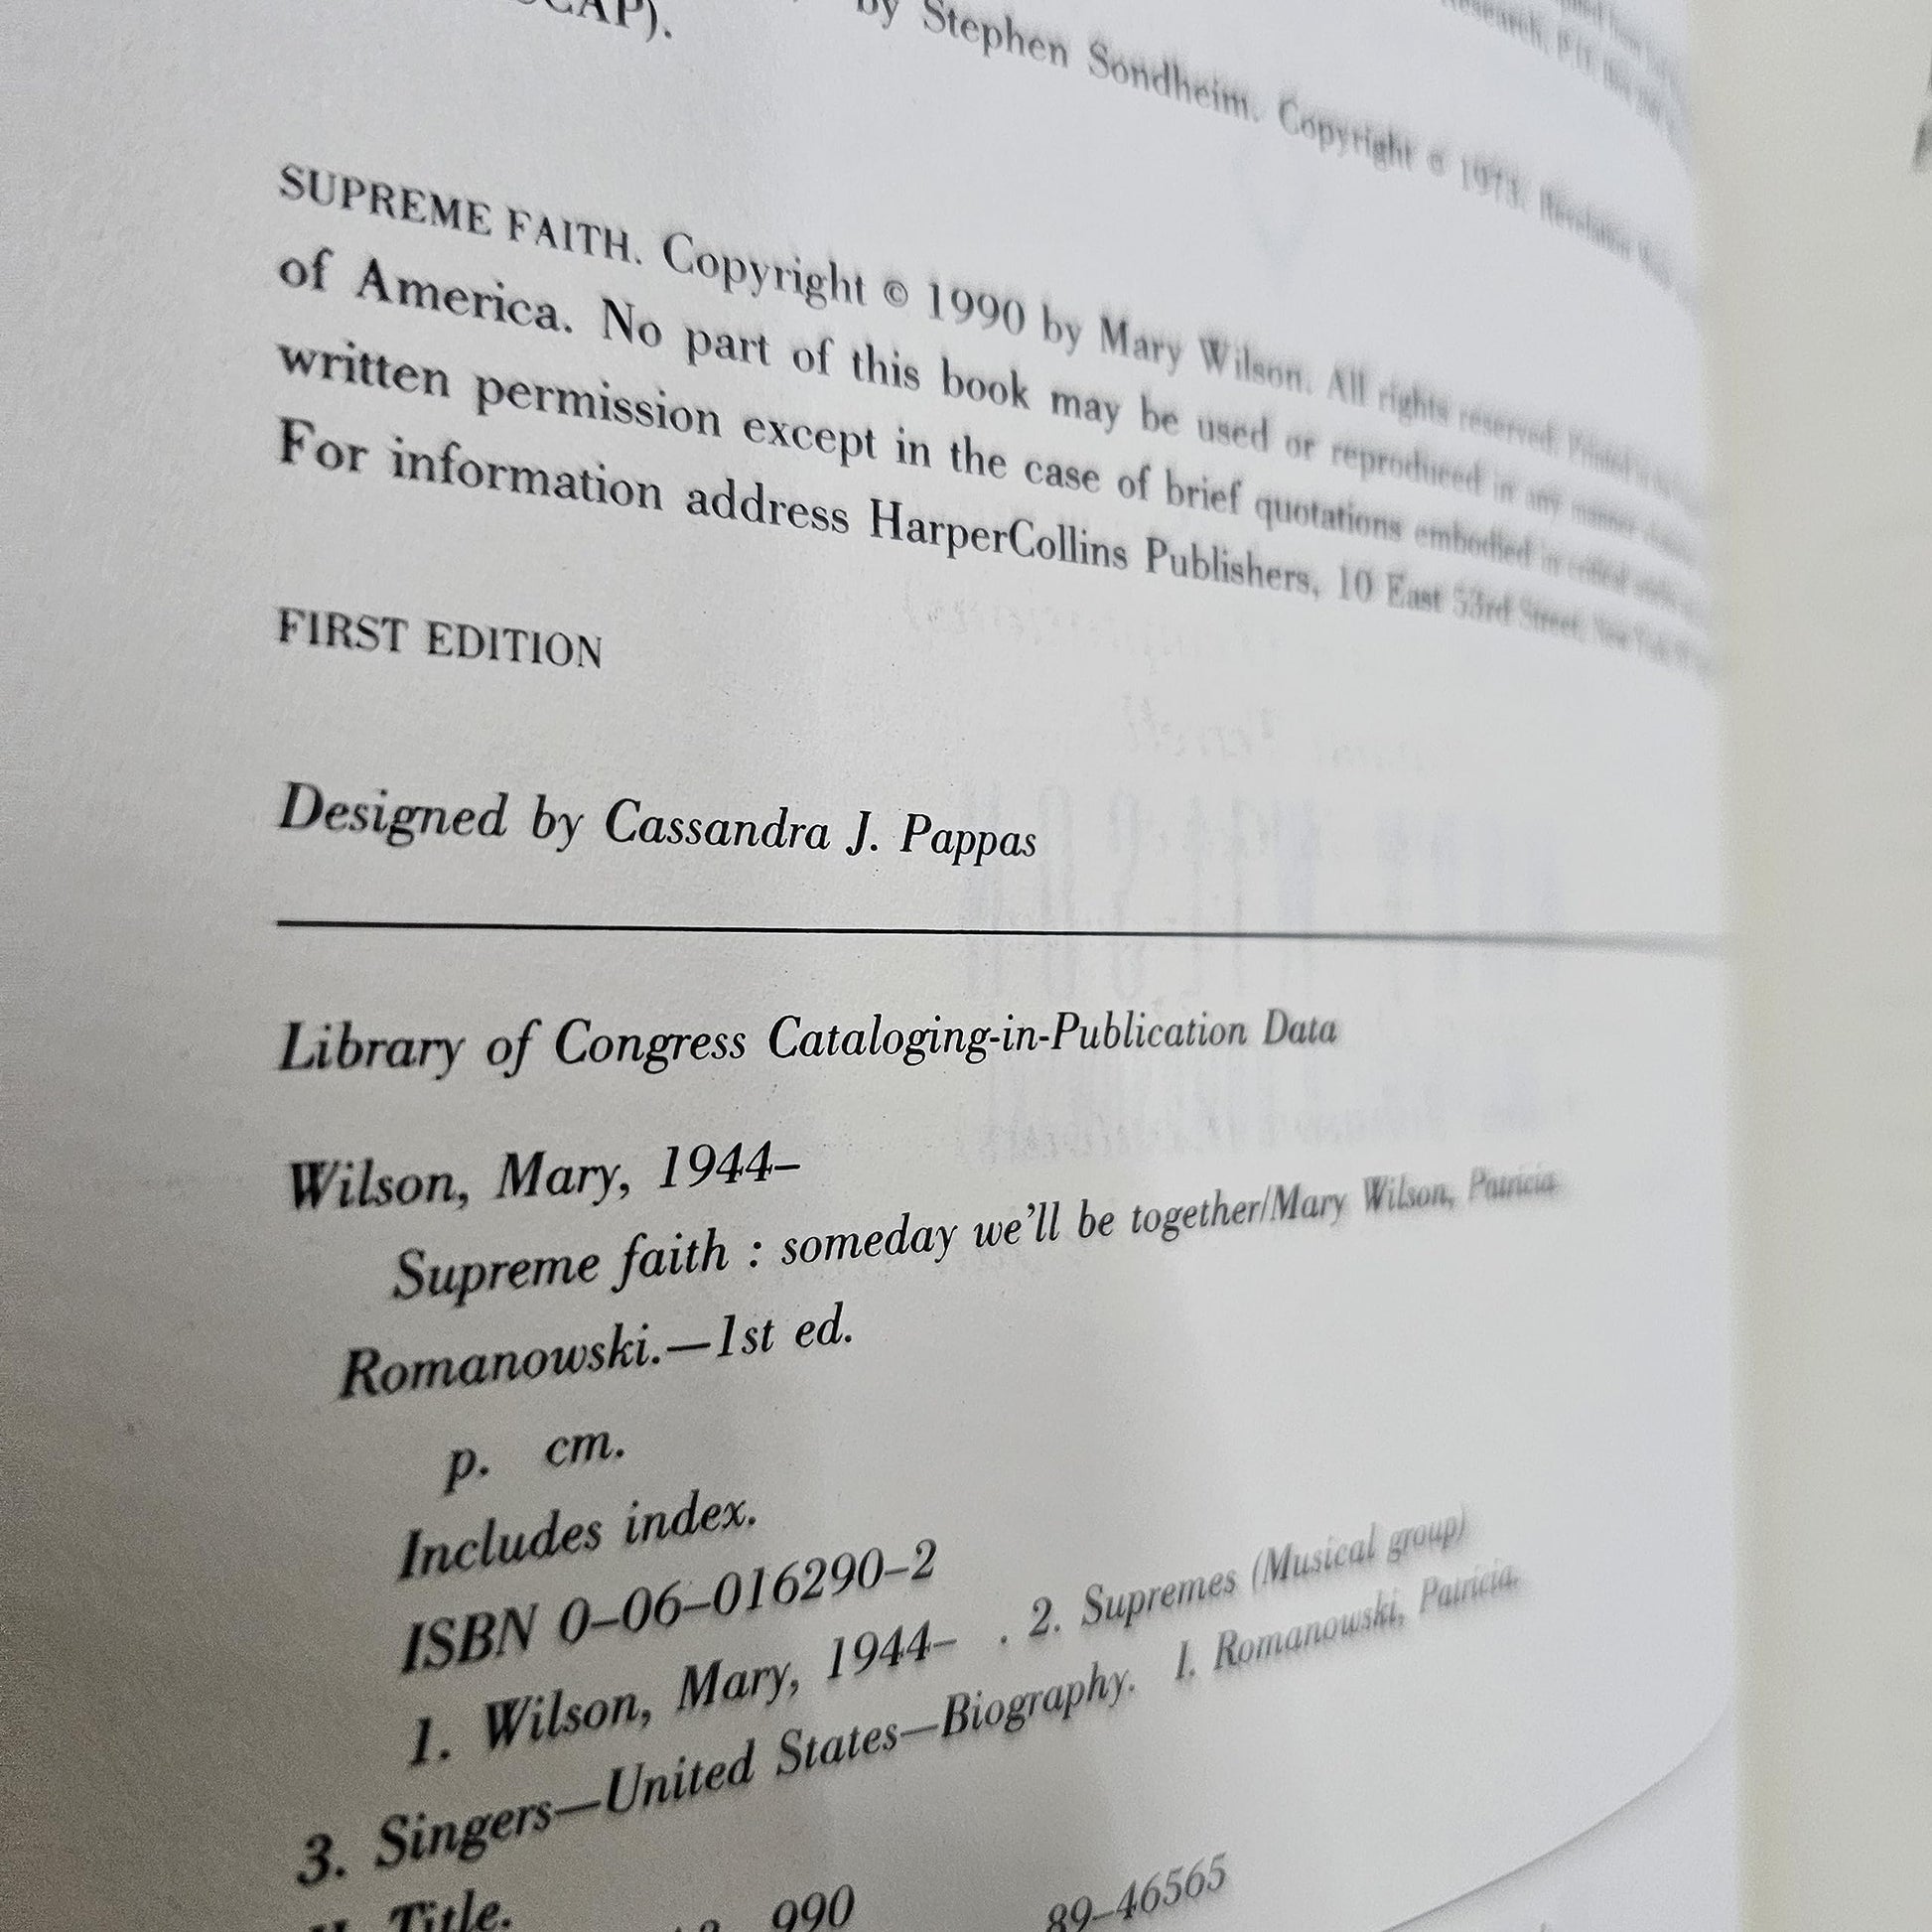 CAP).
by Stephen Sondheim. Copyright © 1973.
SUPREME FAITH. Copyright © 1990 by Mary Wilson. All rights reserved. Printed
of America. No part of this book may be used or reproduced in any manner
written permission except in the case of brief quotations embodied in critical
For information address HarperCollins Publishers, 10 East 53rd Street, New York
FIRST EDITION
Designed by Cassandra J. Pappas
Library of Congress Cataloging-in-Publication Data
Wilson, Mary, 1944–
Supreme faith : someday we'll be together/Mary Wilson, Patricia
Romanowski.—1st ed.
p. cm.
Includes index.
ISBN 0–06–016290–2
1. Wilson, Mary, 1944– . 2. Supremes (Musical group)
3. Singers—United States—Biography. I. Romanowski, Patricia.
Title.
990 89–46565